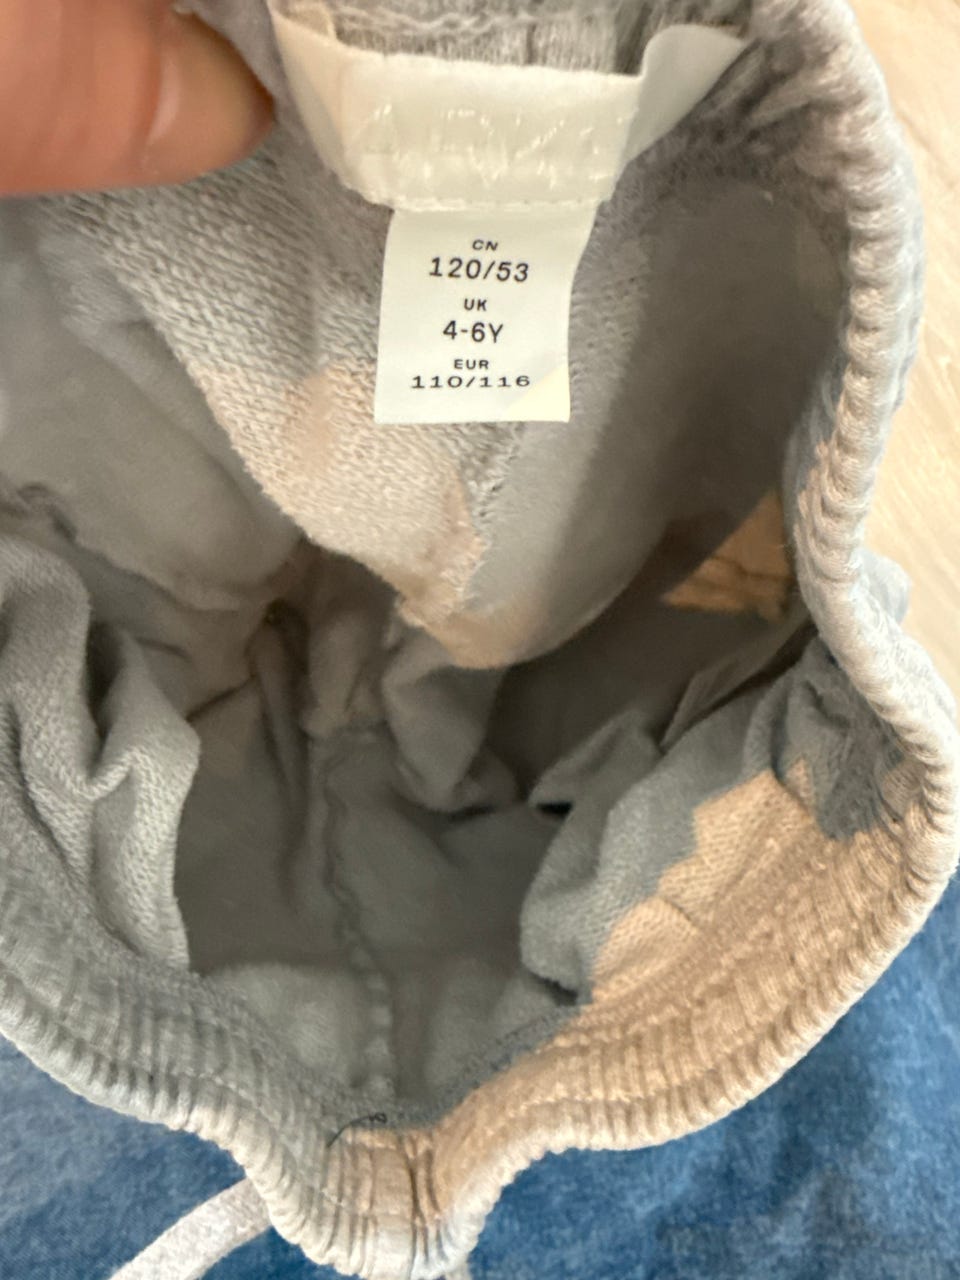 CN
120/53
UK
4-6Y
EUR
110/116